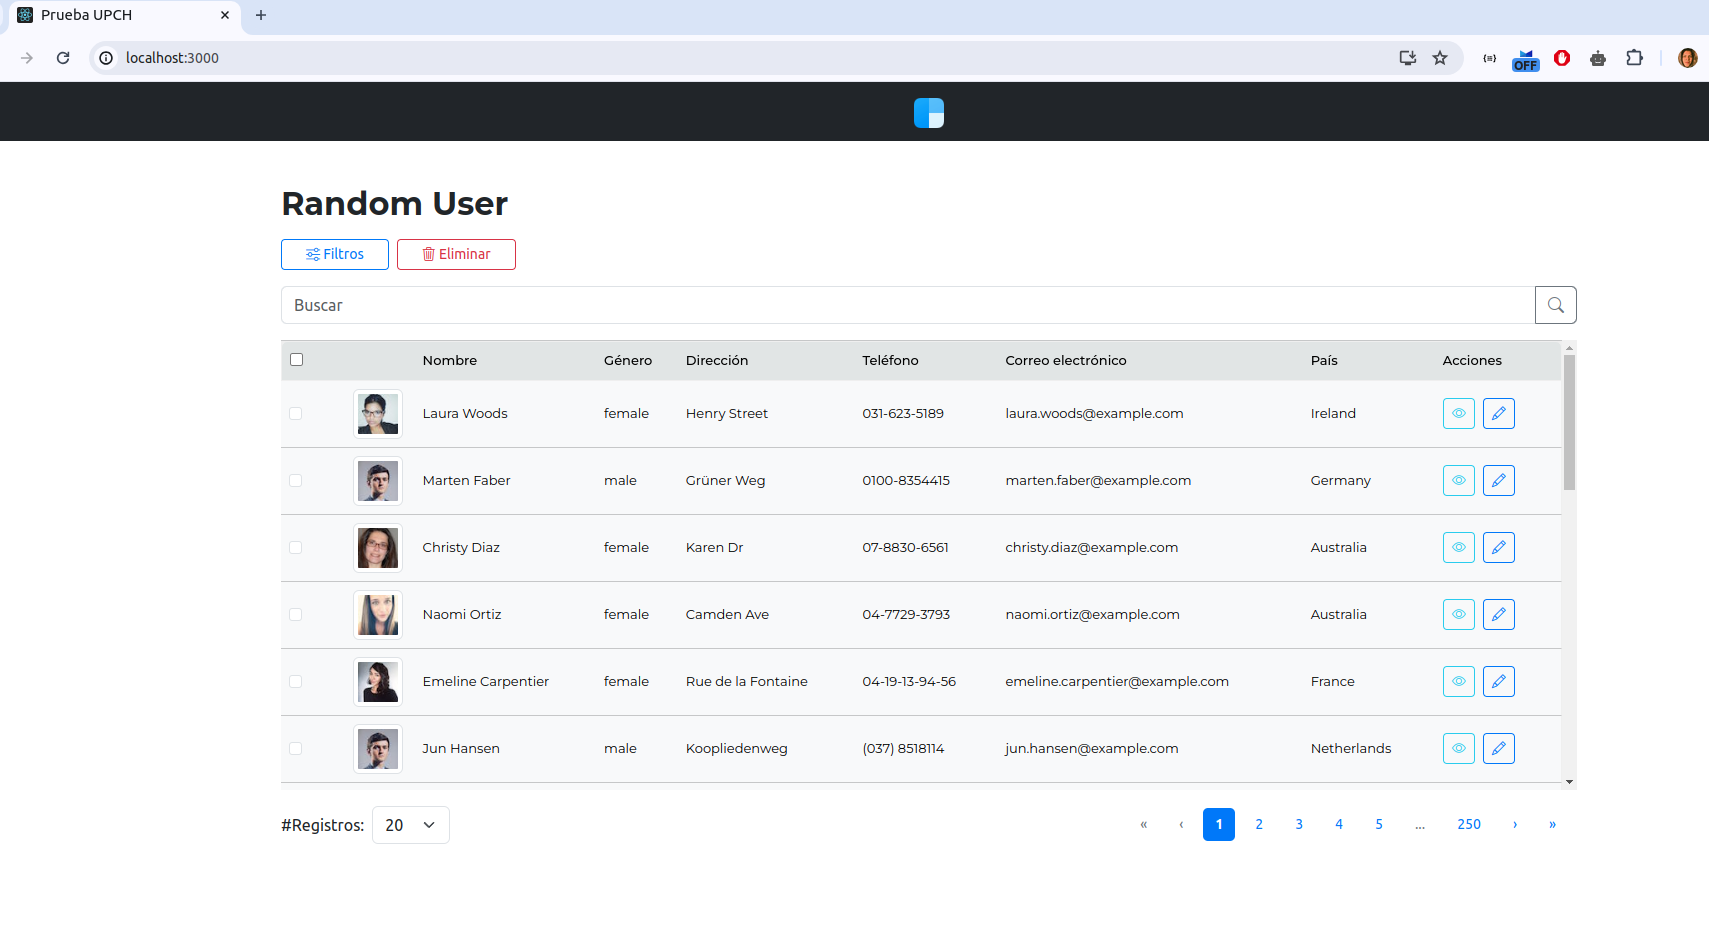 Prueba UPCH
localhost:3000
OFF
Random User
Filtros Eliminar
Buscar
Nombre Género Dirección Teléfono Correo electrónico País Acciones
Laura Woods female Henry Street 031-623-5189 laura.woods@example.com Ireland
Marten Faber male Grüner Weg 0100-8354415 marten.faber@example.com Germany
Christy Diaz female Karen Dr 07-8830-6561 christy.diaz@example.com Australia
Naomi Ortiz female Camden Ave 04-7729-3793 naomi.ortiz@example.com Australia
Emeline Carpentier female Rue de la Fontaine 04-19-13-94-56 emeline.carpentier@example.com France
Jun Hansen male Koopliedenweg (037) 8518114 jun.hansen@example.com Netherlands
#Registros: 20 « ‹ 1 2 3 4 5 ... 250 › »